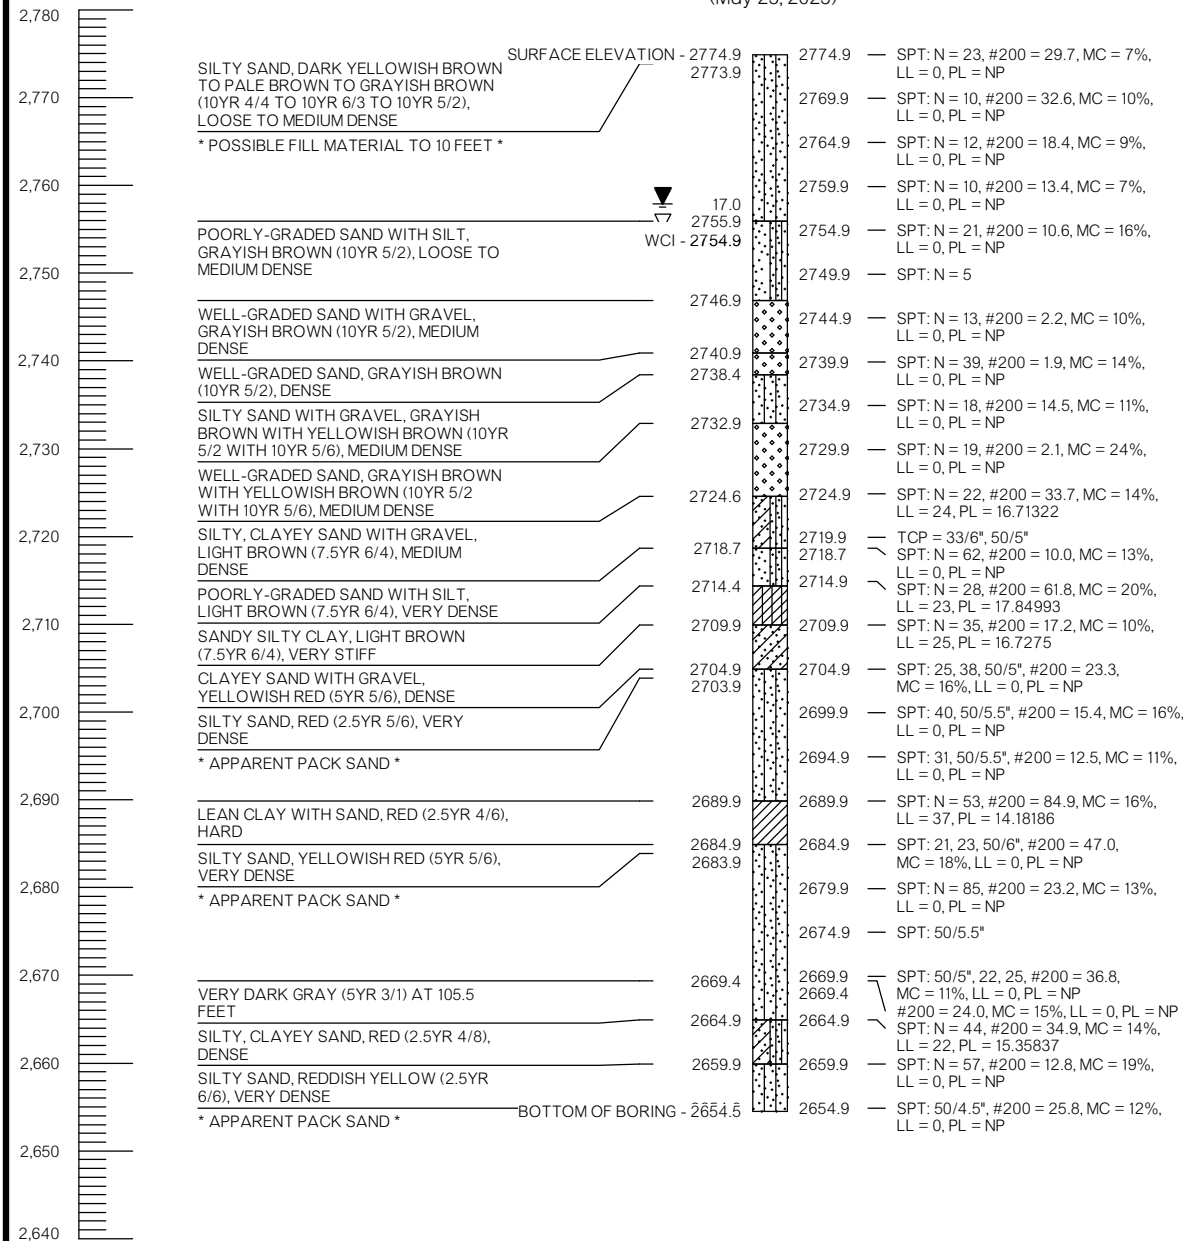 (May 23, 2023)
2,780
2,770
2,760
2,750
2,740
2,730
2,720
2,710
2,700
2,690
2,680
2,670
2,660
2,650
2,640
SILTY SAND, DARK YELLOWISH BROWN
TO PALE BROWN TO GRAYISH BROWN
(10YR 4/4 TO 10YR 6/3 TO 10YR 5/2),
LOOSE TO MEDIUM DENSE
* POSSIBLE FILL MATERIAL TO 10 FEET *
POORLY-GRADED SAND WITH SILT,
GRAYISH BROWN (10YR 5/2), LOOSE TO
MEDIUM DENSE
WELL-GRADED SAND WITH GRAVEL,
GRAYISH BROWN (10YR 5/2), MEDIUM
DENSE
WELL-GRADED SAND, GRAYISH BROWN
(10YR 5/2), DENSE
SILTY SAND WITH GRAVEL, GRAYISH
BROWN WITH YELLOWISH BROWN (10YR
5/2 WITH 10YR 5/6), MEDIUM DENSE
WELL-GRADED SAND, GRAYISH BROWN
WITH YELLOWISH BROWN (10YR 5/2
WITH 10YR 5/6), MEDIUM DENSE
SILTY, CLAYEY SAND WITH GRAVEL,
LIGHT BROWN (7.5YR 6/4), MEDIUM
DENSE
POORLY-GRADED SAND WITH SILT,
LIGHT BROWN (7.5YR 6/4), VERY DENSE
SANDY SILTY CLAY, LIGHT BROWN
(7.5YR 6/4), VERY STIFF
CLAYEY SAND WITH GRAVEL,
YELLOWISH RED (5YR 5/6), DENSE
SILTY SAND, RED (2.5YR 5/6), VERY
DENSE
* APPARENT PACK SAND *
LEAN CLAY WITH SAND, RED (2.5YR 4/6),
HARD
SILTY SAND, YELLOWISH RED (5YR 5/6),
VERY DENSE
* APPARENT PACK SAND *
VERY DARK GRAY (5YR 3/1) AT 105.5
FEET
SILTY, CLAYEY SAND, RED (2.5YR 4/8),
DENSE
SILTY SAND, REDDISH YELLOW (2.5YR
6/6), VERY DENSE
* APPARENT PACK SAND *
SURFACE ELEVATION - 2774.9
2773.9
17.0
2755.9
WCI - 2754.9
2746.9
2740.9
2738.4
2732.9
2724.6
2718.7
2714.4
2709.9
2704.9
2703.9
2689.9
2684.9
2683.9
2669.4
2664.9
2659.9
BOTTOM OF BORING - 2654.5
2774.9 — SPT: N = 23, #200 = 29.7, MC = 7%,
LL = 0, PL = NP
2769.9 — SPT: N = 10, #200 = 32.6, MC = 10%,
LL = 0, PL = NP
2764.9 — SPT: N = 12, #200 = 18.4, MC = 9%,
LL = 0, PL = NP
2759.9 — SPT: N = 10, #200 = 13.4, MC = 7%,
LL = 0, PL = NP
2754.9 — SPT: N = 21, #200 = 10.6, MC = 16%,
LL = 0, PL = NP
2749.9 — SPT: N = 5
2744.9 — SPT: N = 13, #200 = 2.2, MC = 10%,
LL = 0, PL = NP
2739.9 — SPT: N = 39, #200 = 1.9, MC = 14%,
LL = 0, PL = NP
2734.9 — SPT: N = 18, #200 = 14.5, MC = 11%,
LL = 0, PL = NP
2729.9 — SPT: N = 19, #200 = 2.1, MC = 24%,
LL = 0, PL = NP
2724.9 — SPT: N = 22, #200 = 33.7, MC = 14%,
LL = 24, PL = 16.71322
2719.9 — TCP = 33/6", 50/5"
2718.7 SPT: N = 62, #200 = 10.0, MC = 13%,
LL = 0, PL = NP
2714.9 SPT: N = 28, #200 = 61.8, MC = 20%,
LL = 23, PL = 17.84993
2709.9 — SPT: N = 35, #200 = 17.2, MC = 10%,
LL = 25, PL = 16.7275
2704.9 — SPT: 25, 38, 50/5", #200 = 23.3,
MC = 16%, LL = 0, PL = NP
2699.9 — SPT: 40, 50/5.5", #200 = 15.4, MC = 16%,
LL = 0, PL = NP
2694.9 — SPT: 31, 50/5.5", #200 = 12.5, MC = 11%,
LL = 0, PL = NP
2689.9 — SPT: N = 53, #200 = 84.9, MC = 16%,
LL = 37, PL = 14.18186
2684.9 — SPT: 21, 23, 50/6", #200 = 47.0,
MC = 18%, LL = 0, PL = NP
2679.9 — SPT: N = 85, #200 = 23.2, MC = 13%,
LL = 0, PL = NP
2674.9 — SPT: 50/5.5"
2669.9 SPT: 50/5", 22, 25, #200 = 36.8,
MC = 11%, LL = 0, PL = NP
2669.4 #200 = 24.0, MC = 15%, LL = 0, PL = NP
2664.9 SPT: N = 44, #200 = 34.9, MC = 14%,
LL = 22, PL = 15.35837
2659.9 — SPT: N = 57, #200 = 12.8, MC = 19%,
LL = 0, PL = NP
2654.9 — SPT: 50/4.5", #200 = 25.8, MC = 12%,
LL = 0, PL = NP